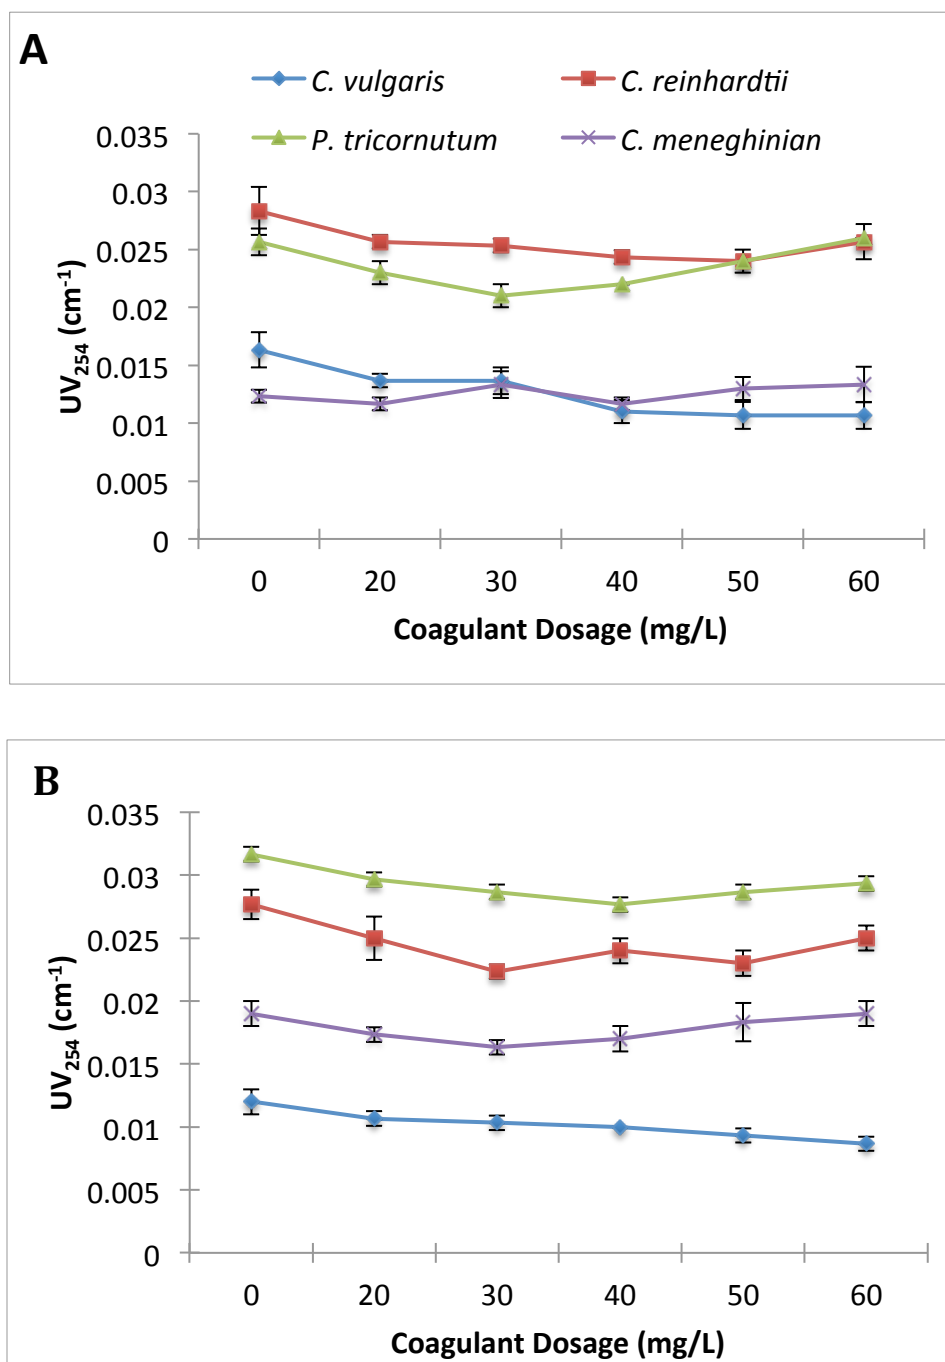 A
C. vulgaris
C. reinhardtii
P. tricornutum
C. meneghinian
0.035
0.03
0.025
0.02
0.015
0.01
0.005
0
UV254 (cm-1)
0 20 30 40 50 60
Coagulant Dosage (mg/L)
B
0.035
0.03
0.025
0.02
0.015
0.01
0.005
0
UV254 (cm-1)
0 20 30 40 50 60
Coagulant Dosage (mg/L)